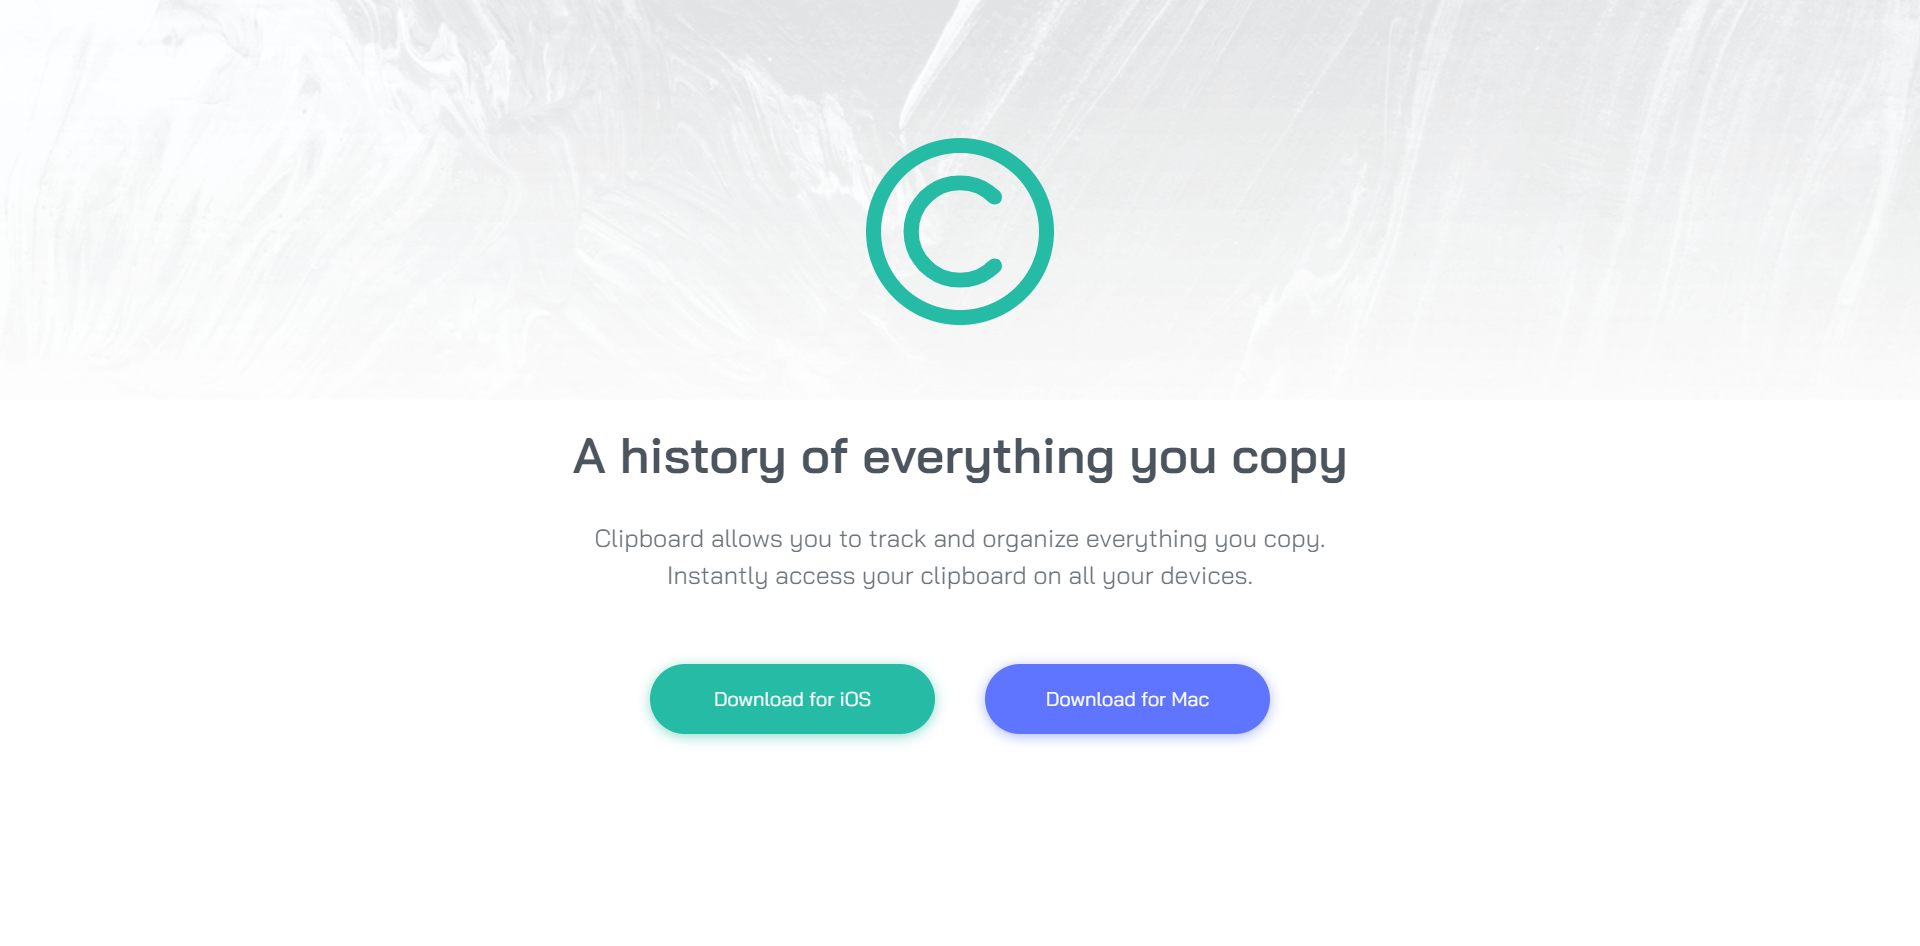 A history of everything you copy
Clipboard allows you to track and organize everything you copy.
Instantly access your clipboard on all your devices.
Download for iOS
Download for Mac